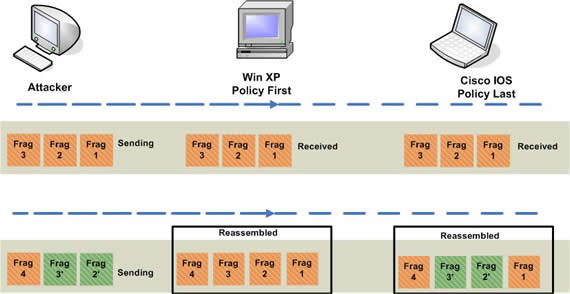 Attacker
Win XP
Policy First
Cisco IOS
Policy Last
Frag 3
Frag 2
Frag 1
Sending
Frag 3
Frag 2
Frag 1
Received
Frag 3
Frag 2
Frag 1
Received
Reassembled
Reassembled
Frag 4
Frag 3'
Frag 2'
Sending
Frag 4
Frag 3
Frag 2
Frag 1
Frag 4
Frag 3'
Frag 2'
Frag 1